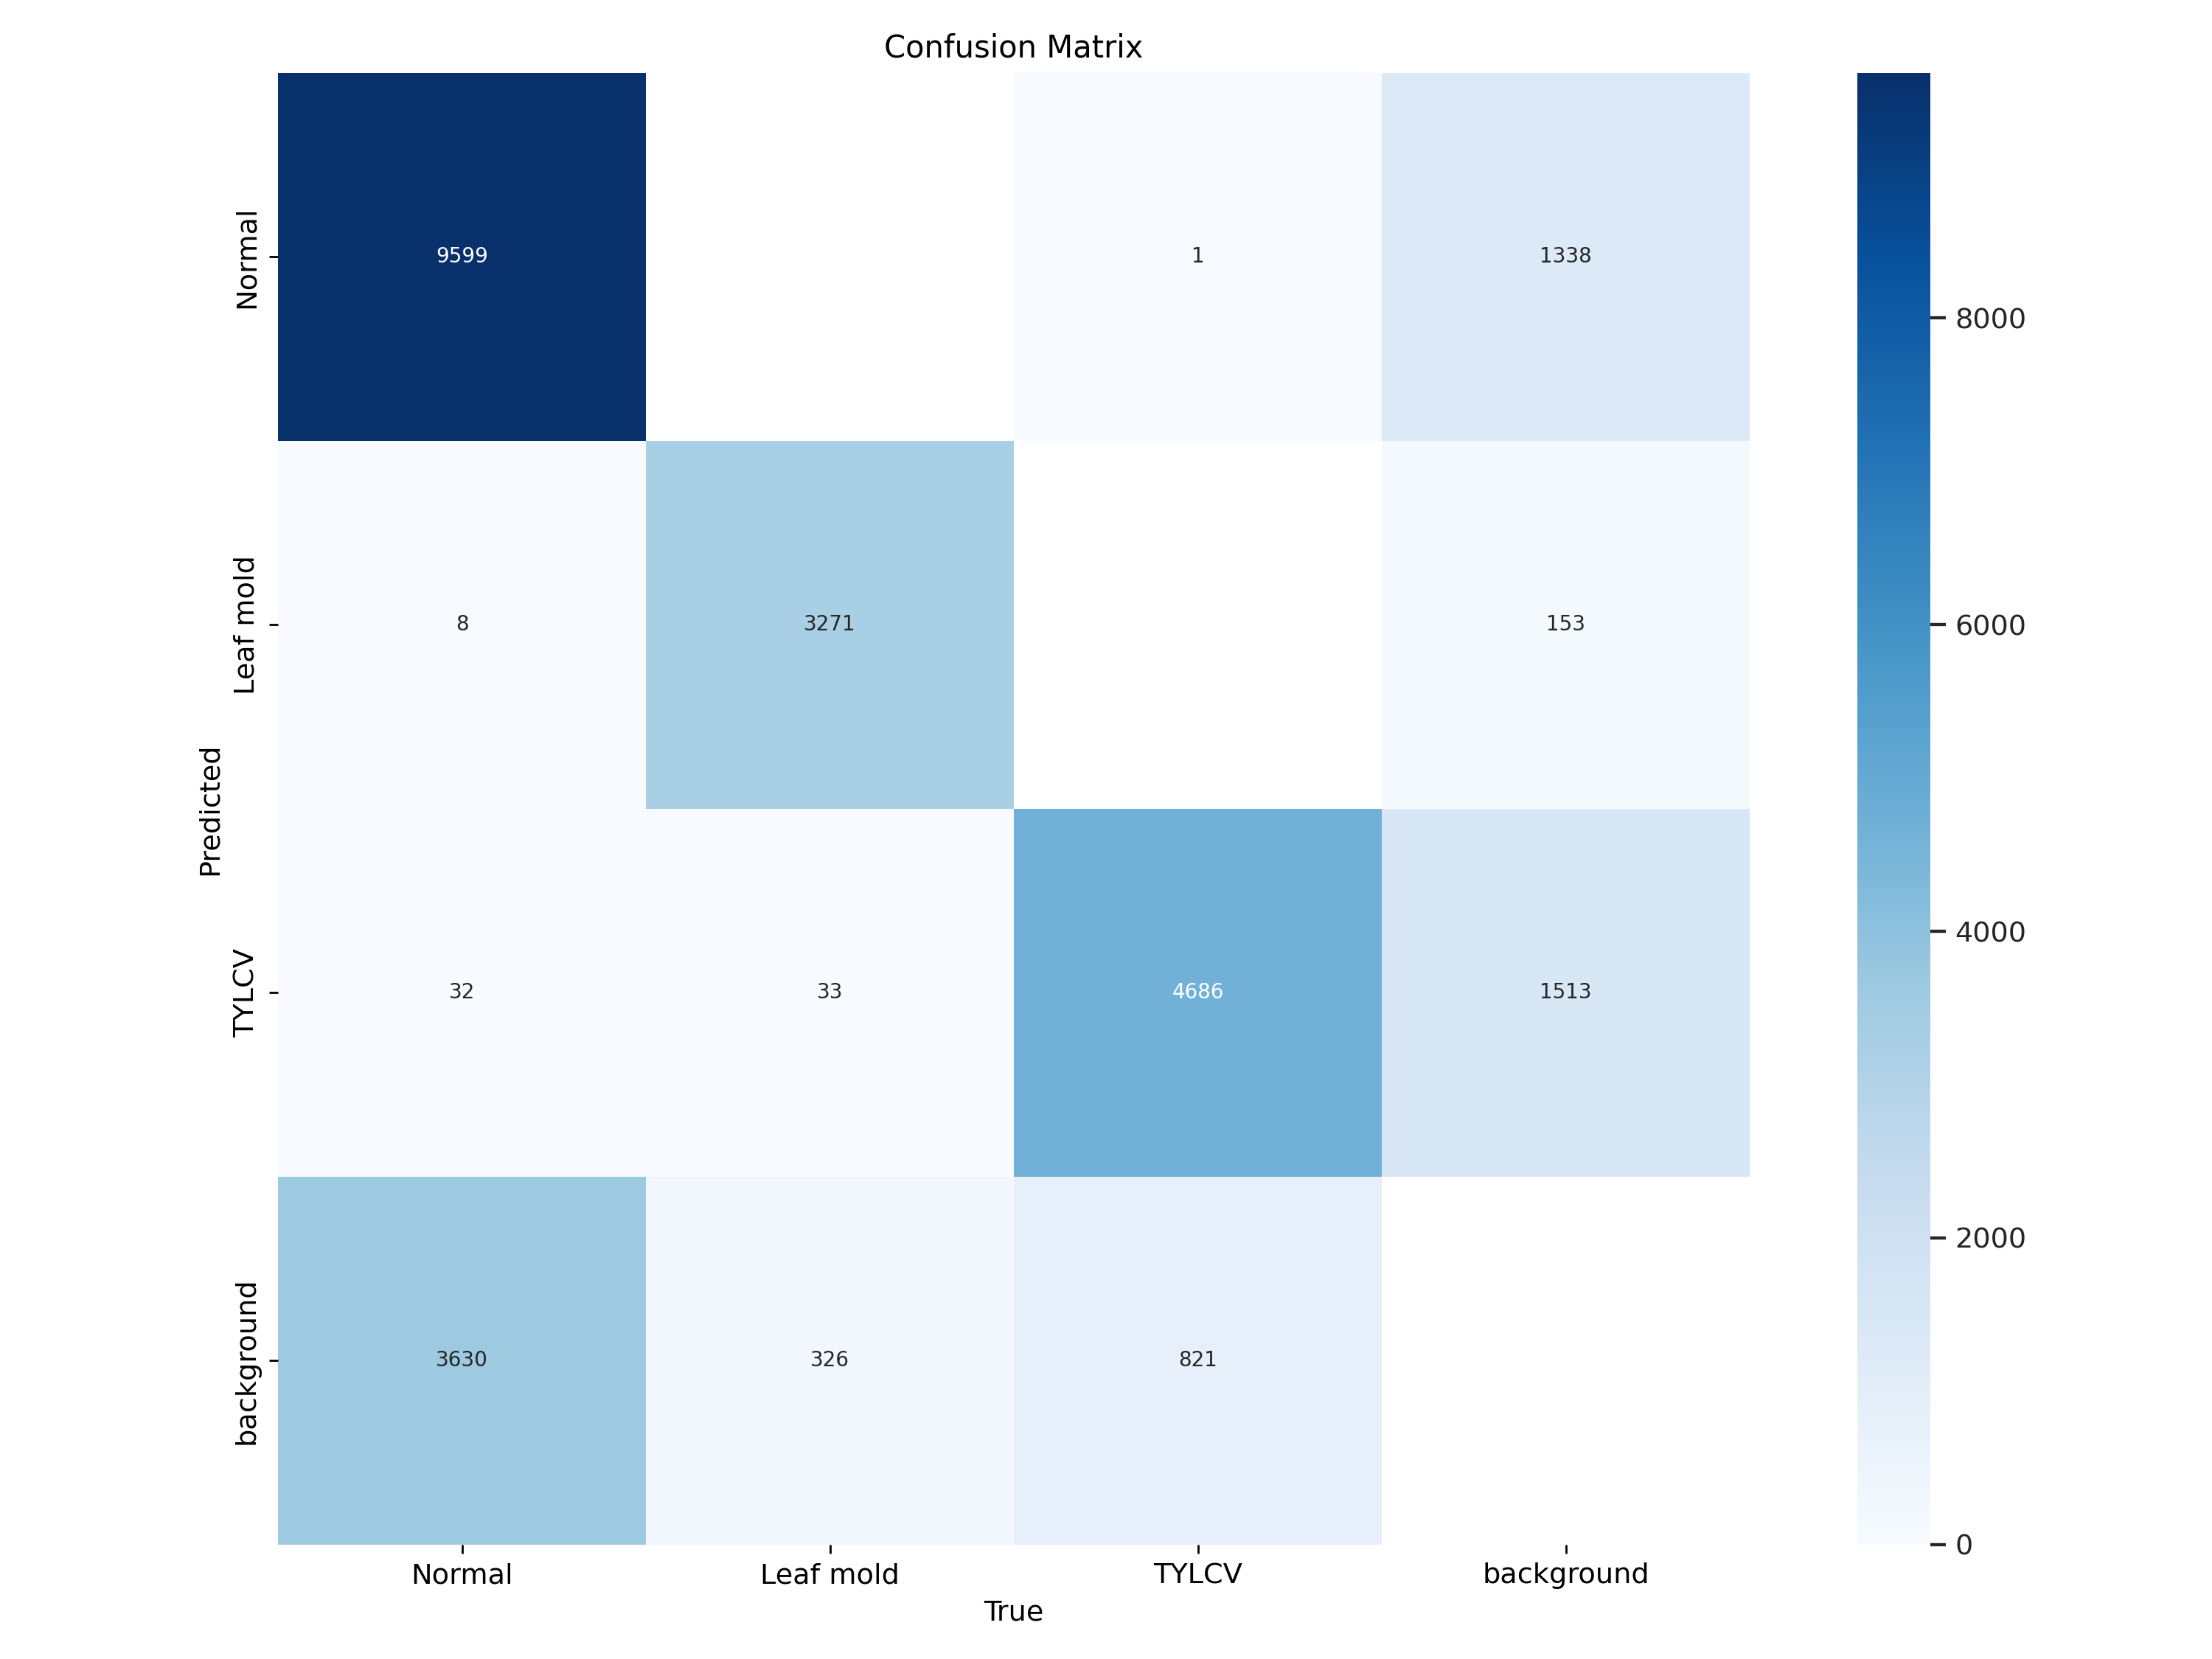 Confusion Matrix
Normal
9599
1
1338
Leaf mold
8
3271
153
TYLCV
32
33
4686
1513
background
3630
326
821
Predicted
Normal
Leaf mold
TYLCV
background
True
8000
6000
4000
2000
0